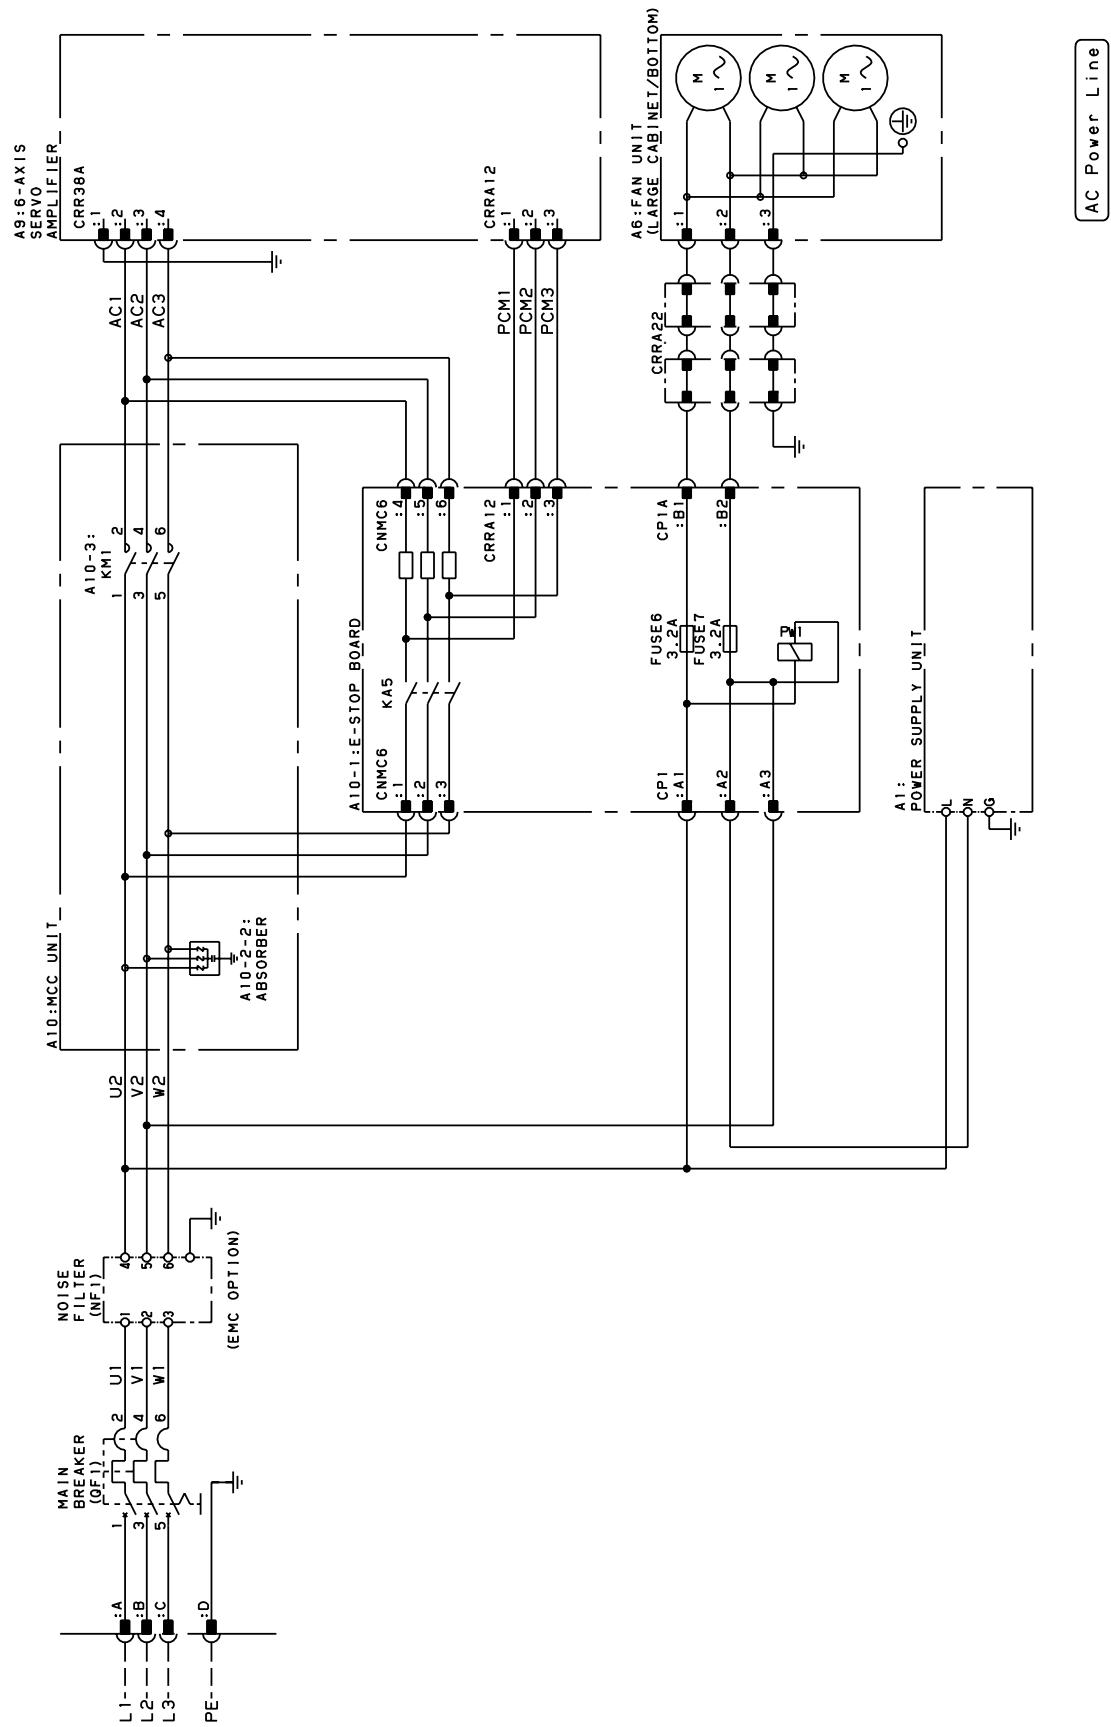 AC Power Line
A9:6-AXIS
SERVO
AMPLIFIER
CRR38A
:1
:2
:3
:4
CRRA12
:1
:2
:3
A6:FAN UNIT
(LARGE CABINET/BOTTOM)
:1
:2
:3
M
1
M
1
M
1
AC1
AC2
AC3
PCM1
PCM2
PCM3
CRRA22
A10:MCC UNIT
A10-3:
KM1
2
4
6
1
3
5
A10-2-2:
ABSORBER
Z
Z
Z
A10-1:E-STOP BOARD
CNMC6
:4
:5
:6
CRRA12
:1
:2
:3
CP1A
:B1
:B2
FUSE6
3.2A
FUSE7
3.2A
PW1
KA5
CNMC6
:1
:2
:3
CP1
:A1
:A2
:A3
A1:
POWER SUPPLY UNIT
L
N
G
U2
V2
W2
NOISE
FILTER
(NF1)
4
5
6
1
2
3
(EMC OPTION)
U1
V1
W1
MAIN
BREAKER
(QF1)
2
4
6
1
3
5
:A
:B
:C
:D
L1
L2
L3
PE